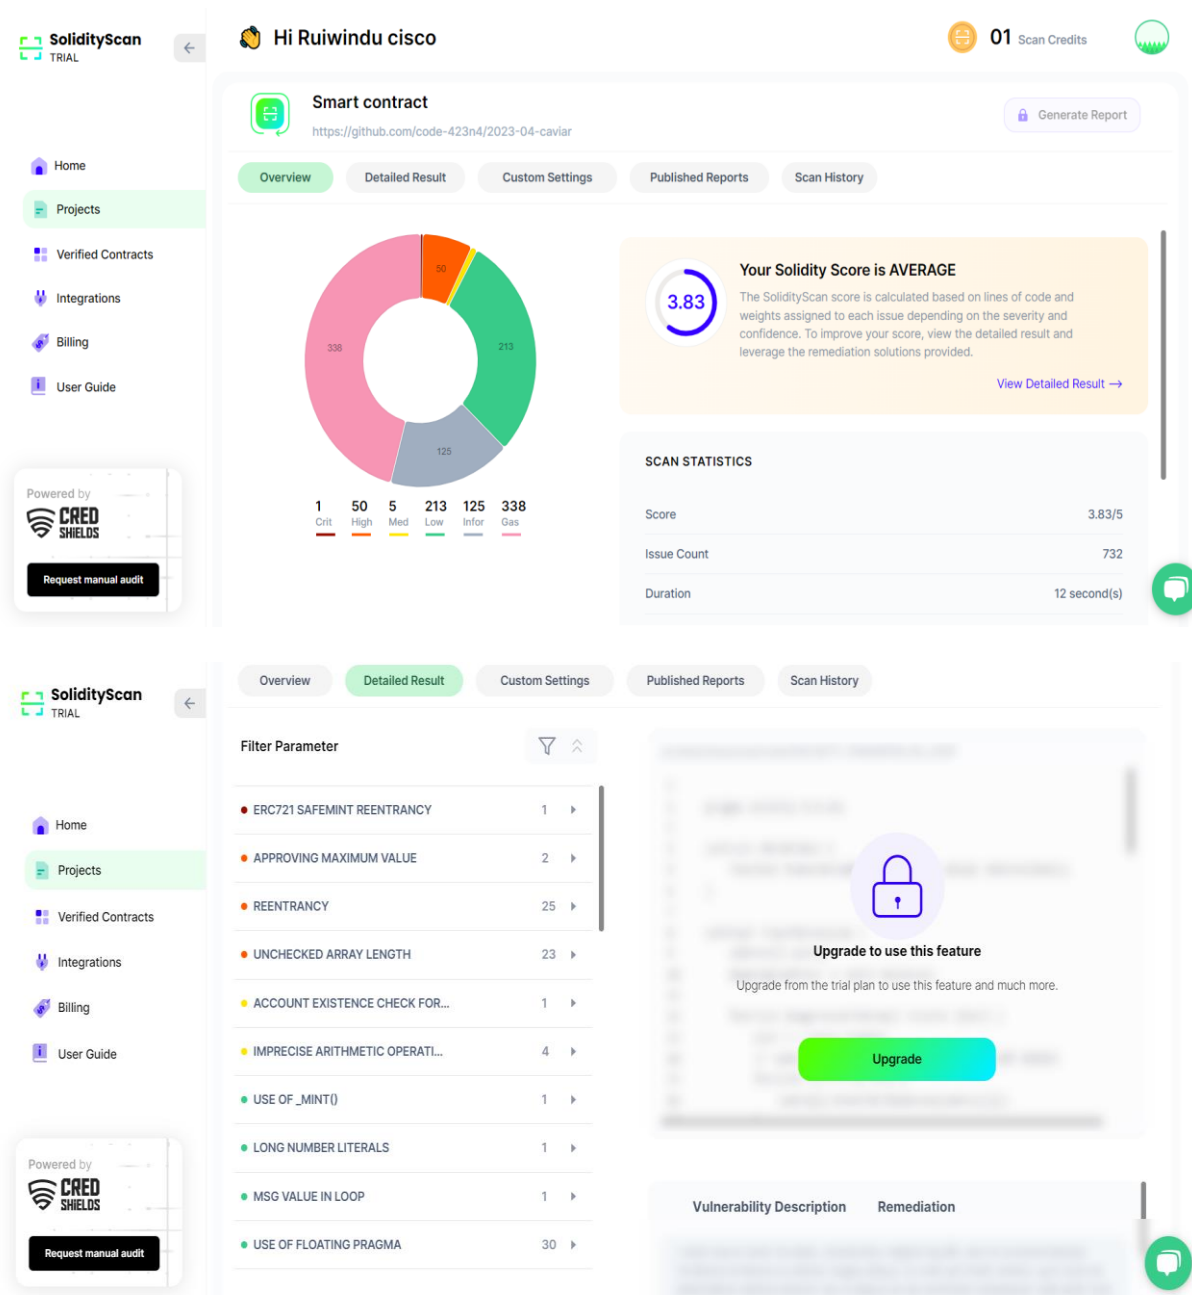 SolidityScan
TRIAL
Hi Ruiwindu cisco
01 Scan Credits
Smart contract
https://github.com/code-423n4/2023-04-caviar
Generate Report
Home
Projects
Verified Contracts
Integrations
Billing
User Guide
Overview
Detailed Result
Custom Settings
Published Reports
Scan History
50
338
213
125
1 50 5 213 125 338
Crit High Med Low Infor Gas
3.83
Your Solidity Score is AVERAGE
The SolidityScan score is calculated based on lines of code and
weights assigned to each issue depending on the severity and
confidence. To improve your score, view the detailed result and
leverage the remediation solutions provided.
View Detailed Result →
SCAN STATISTICS
Score 3.83/5
Issue Count 732
Duration 12 second(s)
Powered by
CRED
SHIELDS
Request manual audit
SolidityScan
TRIAL
Home
Projects
Verified Contracts
Integrations
Billing
User Guide
Powered by
CRED
SHIELDS
Request manual audit
Overview
Detailed Result
Custom Settings
Published Reports
Scan History
Filter Parameter
ERC721 SAFEMINT REENTRANCY 1
APPROVING MAXIMUM VALUE 2
REENTRANCY 25
UNCHECKED ARRAY LENGTH 23
ACCOUNT EXISTENCE CHECK FOR... 1
IMPRECISE ARITHMETIC OPERATI... 4
USE OF _MINT() 1
LONG NUMBER LITERALS 1
MSG VALUE IN LOOP 1
USE OF FLOATING PRAGMA 30
Upgrade to use this feature
Upgrade from the trial plan to use this feature and much more.
Upgrade
Vulnerability Description
Remediation